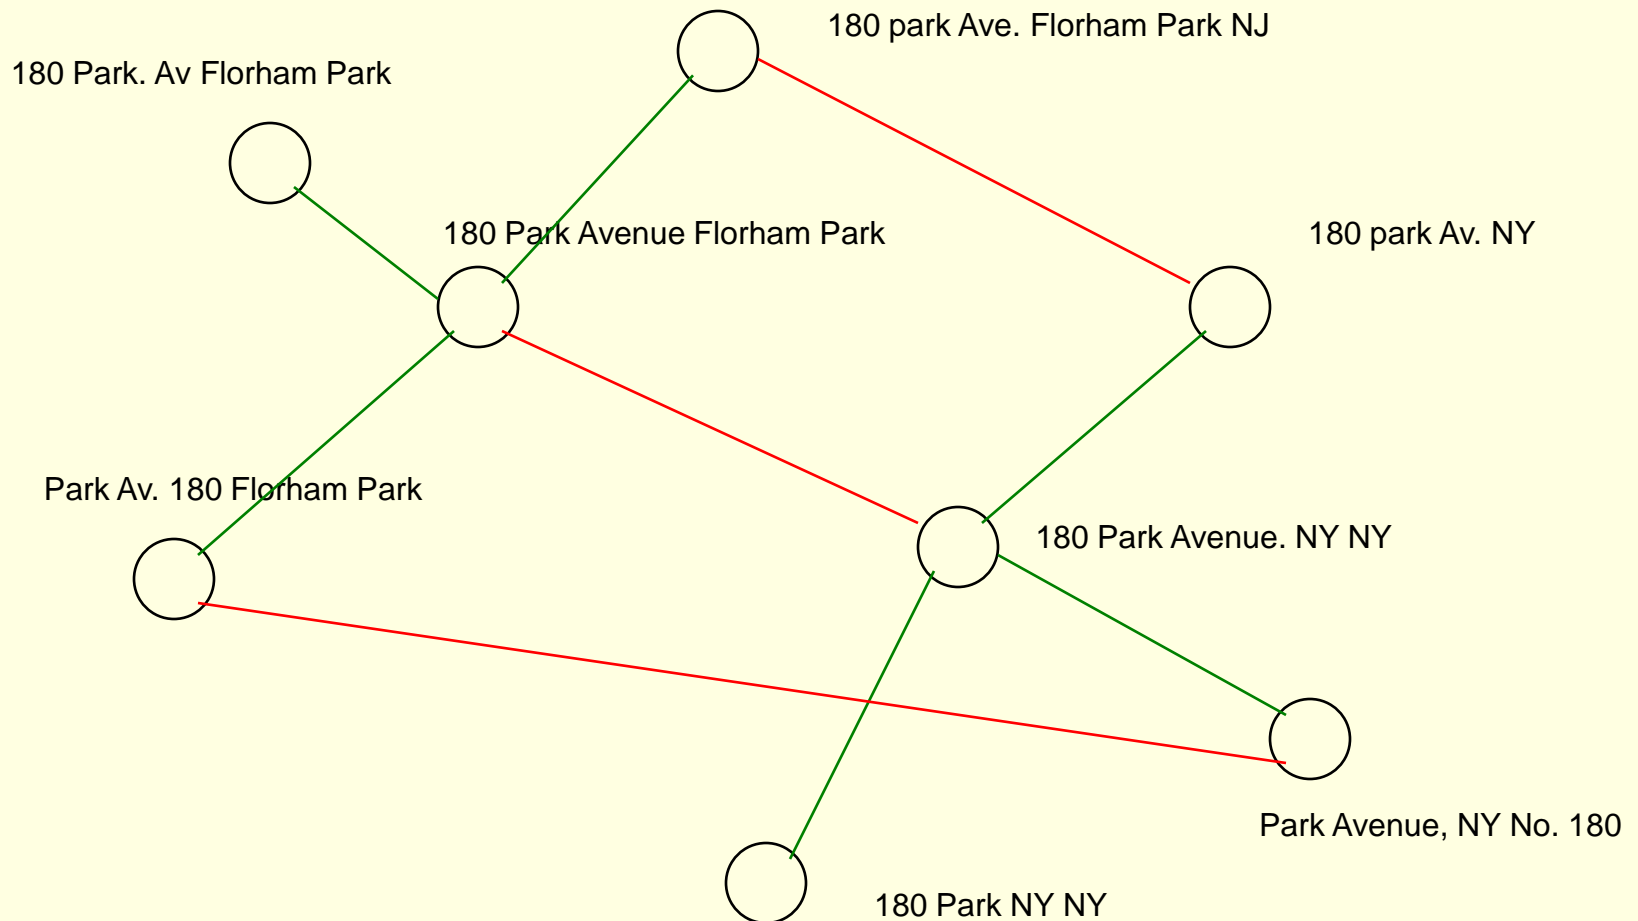 180 park Ave. Florham Park NJ
180 Park. Av Florham Park
180 Park Avenue Florham Park
180 park Av. NY
Park Av. 180 Florham Park
180 Park Avenue. NY NY
Park Avenue, NY No. 180
180 Park NY NY